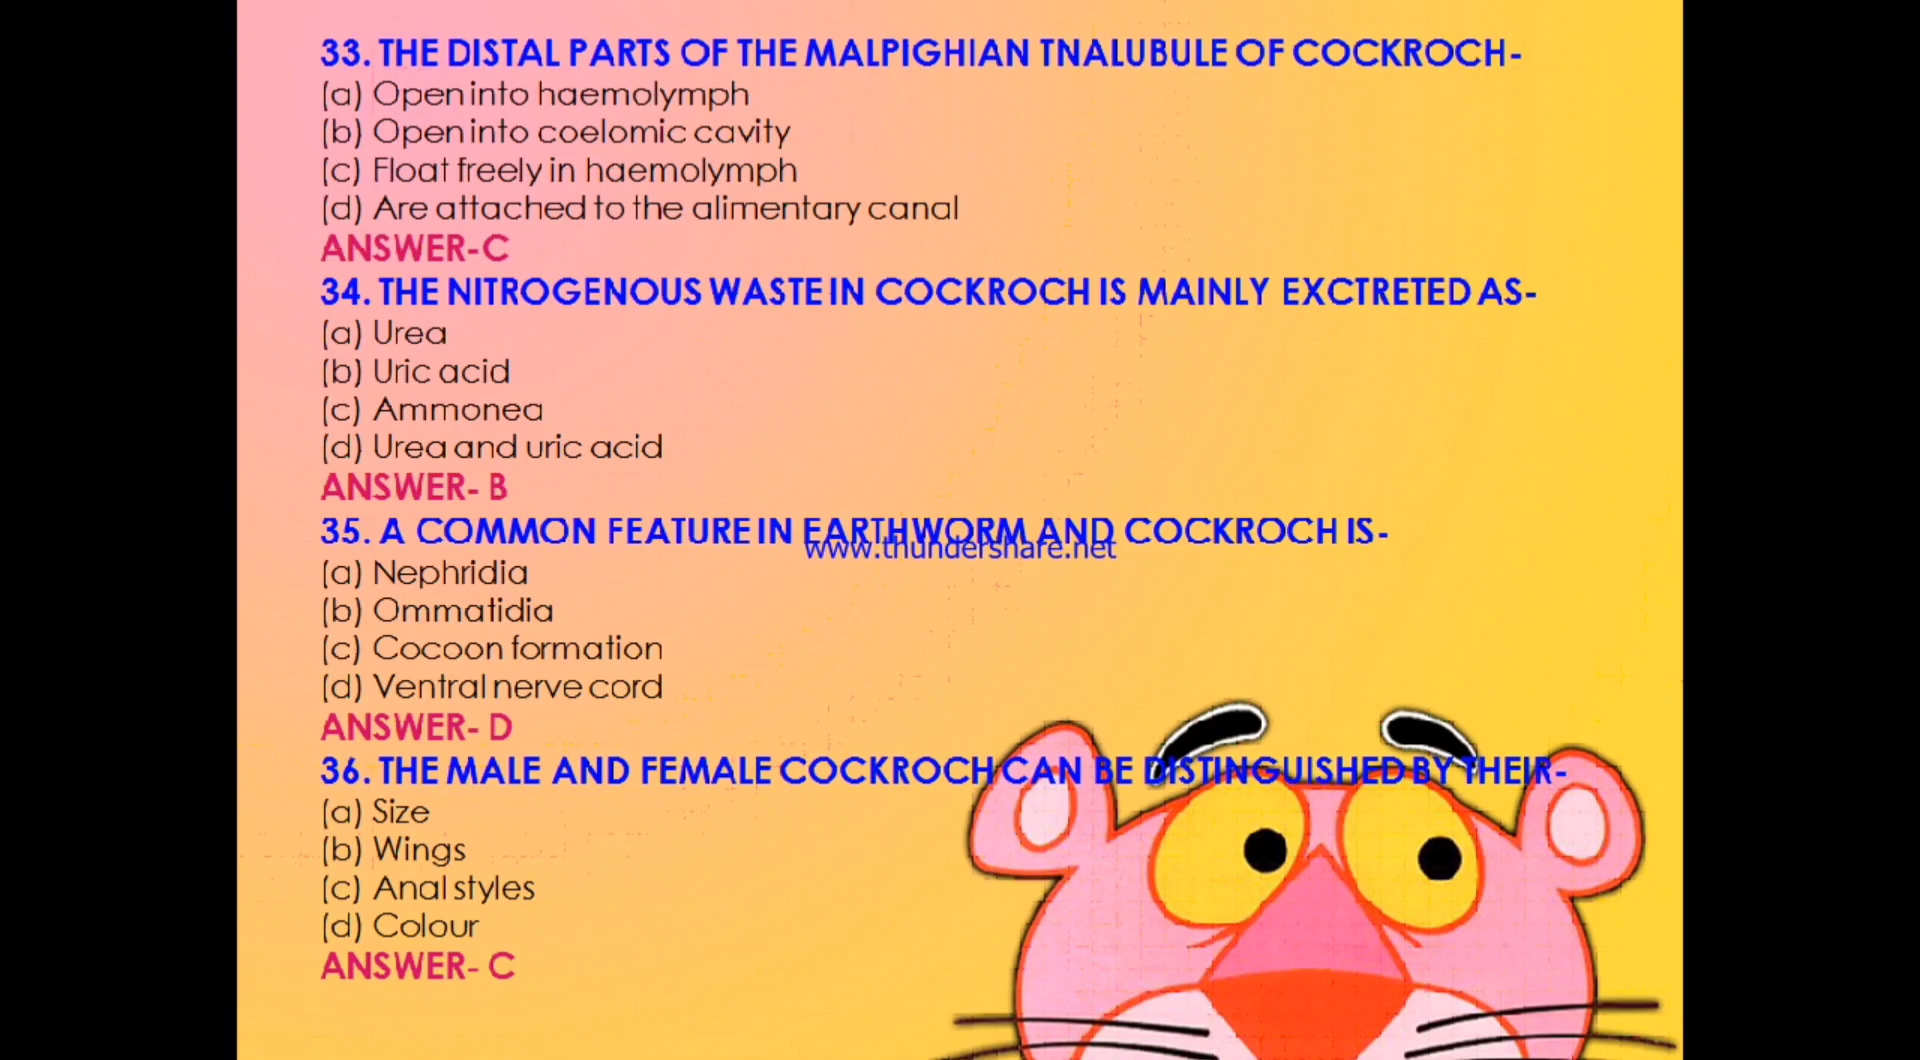 33. THE DISTAL PARTS OF THE MALPIGHIAN TNALUBULE OF COCKROCH-
(a) Open into haemolymph
(b) Open into coelomic cavity
(c) Float freely in haemolymph
(d) Are attached to the alimentary canal
ANSWER-C
34. THE NITROGENOUS WASTE IN COCKROCH IS MAINLY EXCTRETED AS-
(a) Urea
(b) Uric acid
(c) Ammonea
(d) Urea and uric acid
ANSWER- B
35. A COMMON FEATURE IN EARTHWORM AND COCKROCH IS-
www.thundershare.net
(a) Nephridia
(b) Ommatidia
(c) Cocoon formation
(d) Ventral nerve cord
ANSWER- D
36. THE MALE AND FEMALE COCKROCH CAN BE DISTINGUISHED BY THEIR-
(a) Size
(b) Wings
(c) Anal styles
(d) Colour
ANSWER- C